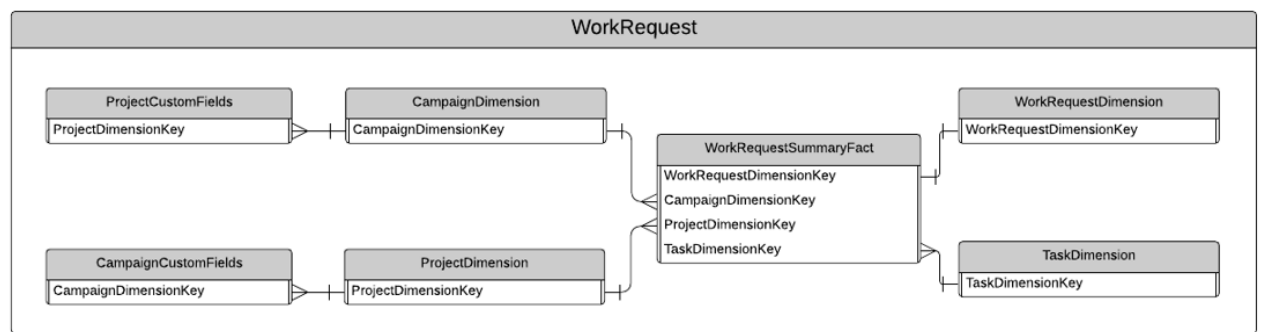 WorkRequest
ProjectCustomFields
ProjectDimensionKey
CampaignDimension
CampaignDimensionKey
WorkRequestSummaryFact
WorkRequestDimensionKey
CampaignDimensionKey
ProjectDimensionKey
TaskDimensionKey
WorkRequestDimension
WorkRequestDimensionKey
CampaignCustomFields
CampaignDimensionKey
ProjectDimension
ProjectDimensionKey
TaskDimension
TaskDimensionKey